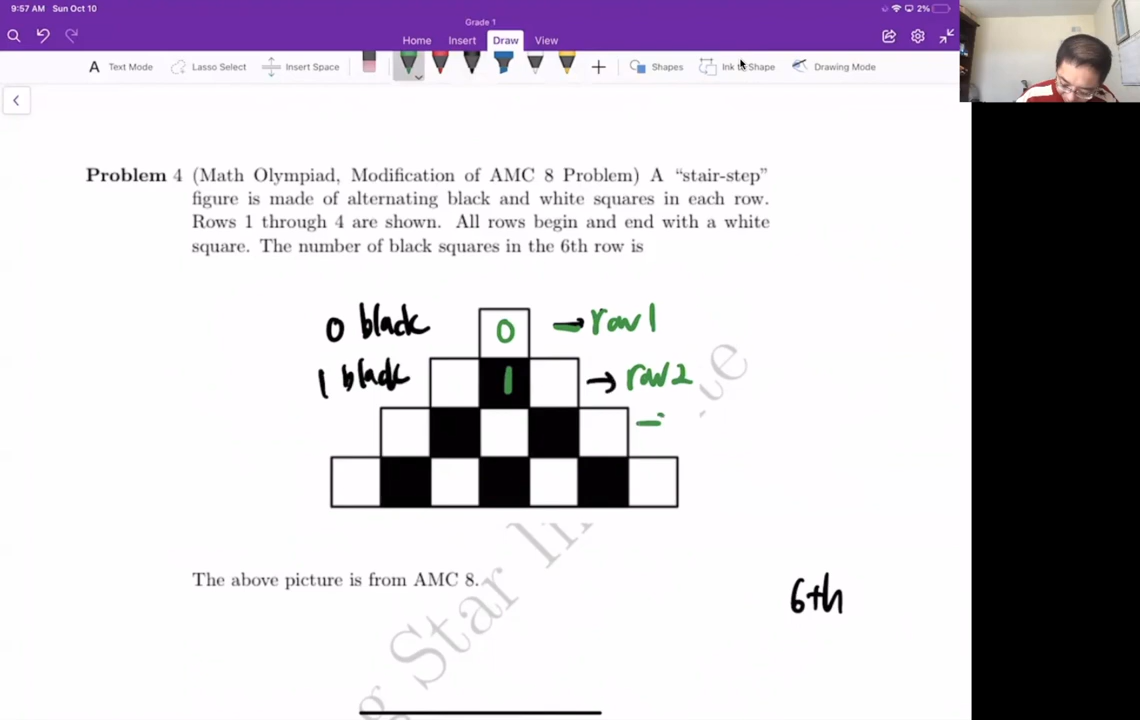 9:57 AM Sun Oct 10
2%
Grade 1
Home Insert Draw View
A Text Mode Lasso Select Insert Space Shapes Ink to Shape Drawing Mode
Problem 4 (Math Olympiad, Modification of AMC 8 Problem) A “stair-step”
figure is made of alternating black and white squares in each row.
Rows 1 through 4 are shown. All rows begin and end with a white
square. The number of black squares in the 6th row is
0 black 0 → row 1
1 black 1 → row 2
The above picture is from AMC 8.
6th